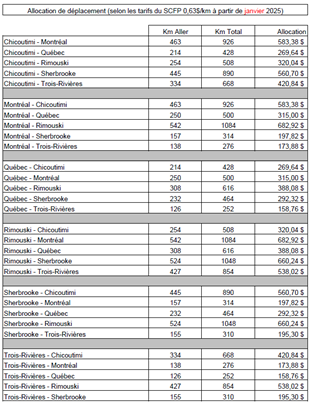 Allocation de déplacement (selon les tarifs du SCFP 0,63$/km à partir de janvier 2025)
Km Aller Km Total Allocation
Chicoutimi - Montréal 463 926 583,38 $
Chicoutimi - Québec 214 428 269,64 $
Chicoutimi - Rimouski 254 508 320,04 $
Chicoutimi - Sherbrooke 445 890 560,70 $
Chicoutimi - Trois-Rivières 334 668 420,84 $
Montréal - Chicoutimi 463 926 583,38 $
Montréal - Québec 250 500 315,00 $
Montréal - Rimouski 542 1084 682,92 $
Montréal - Sherbrooke 157 314 197,82 $
Montréal - Trois-Rivières 138 276 173,88 $
Québec - Chicoutimi 214 428 269,64 $
Québec - Montréal 250 500 315,00 $
Québec - Rimouski 308 616 388,08 $
Québec - Sherbrooke 232 464 292,32 $
Québec - Trois-Rivières 126 252 158,76 $
Rimouski - Chicoutimi 254 508 320,04 $
Rimouski - Montréal 542 1084 682,92 $
Rimouski - Québec 308 616 388,08 $
Rimouski - Sherbrooke 524 1048 660,24 $
Rimouski - Trois-Rivières 427 854 538,02 $
Sherbrooke - Chicoutimi 445 890 560,70 $
Sherbrooke - Montréal 157 314 197,82 $
Sherbrooke - Québec 232 464 292,32 $
Sherbrooke - Rimouski 524 1048 660,24 $
Sherbrooke - Trois-Rivières 155 310 195,30 $
Trois-Rivières - Chicoutimi 334 668 420,84 $
Trois-Rivières - Montréal 138 276 173,88 $
Trois-Rivières - Québec 126 252 158,76 $
Trois-Rivières - Rimouski 427 854 538,02 $
Trois-Rivières - Sherbrooke 155 310 195,30 $